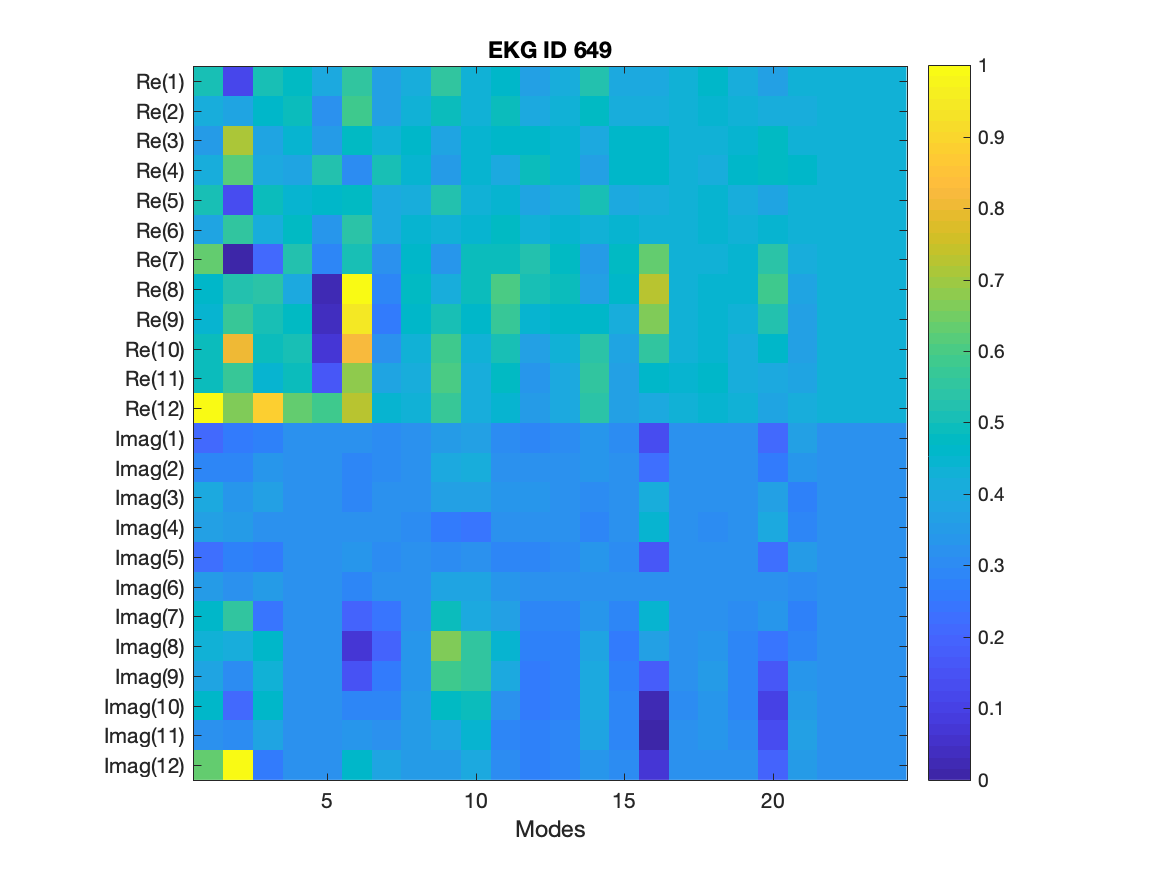 EKG ID 649
Re(1)
Re(2)
Re(3)
Re(4)
Re(5)
Re(6)
Re(7)
Re(8)
Re(9)
Re(10)
Re(11)
Re(12)
Imag(1)
Imag(2)
Imag(3)
Imag(4)
Imag(5)
Imag(6)
Imag(7)
Imag(8)
Imag(9)
Imag(10)
Imag(11)
Imag(12)
5 10 15 20
Modes
1
0.9
0.8
0.7
0.6
0.5
0.4
0.3
0.2
0.1
0